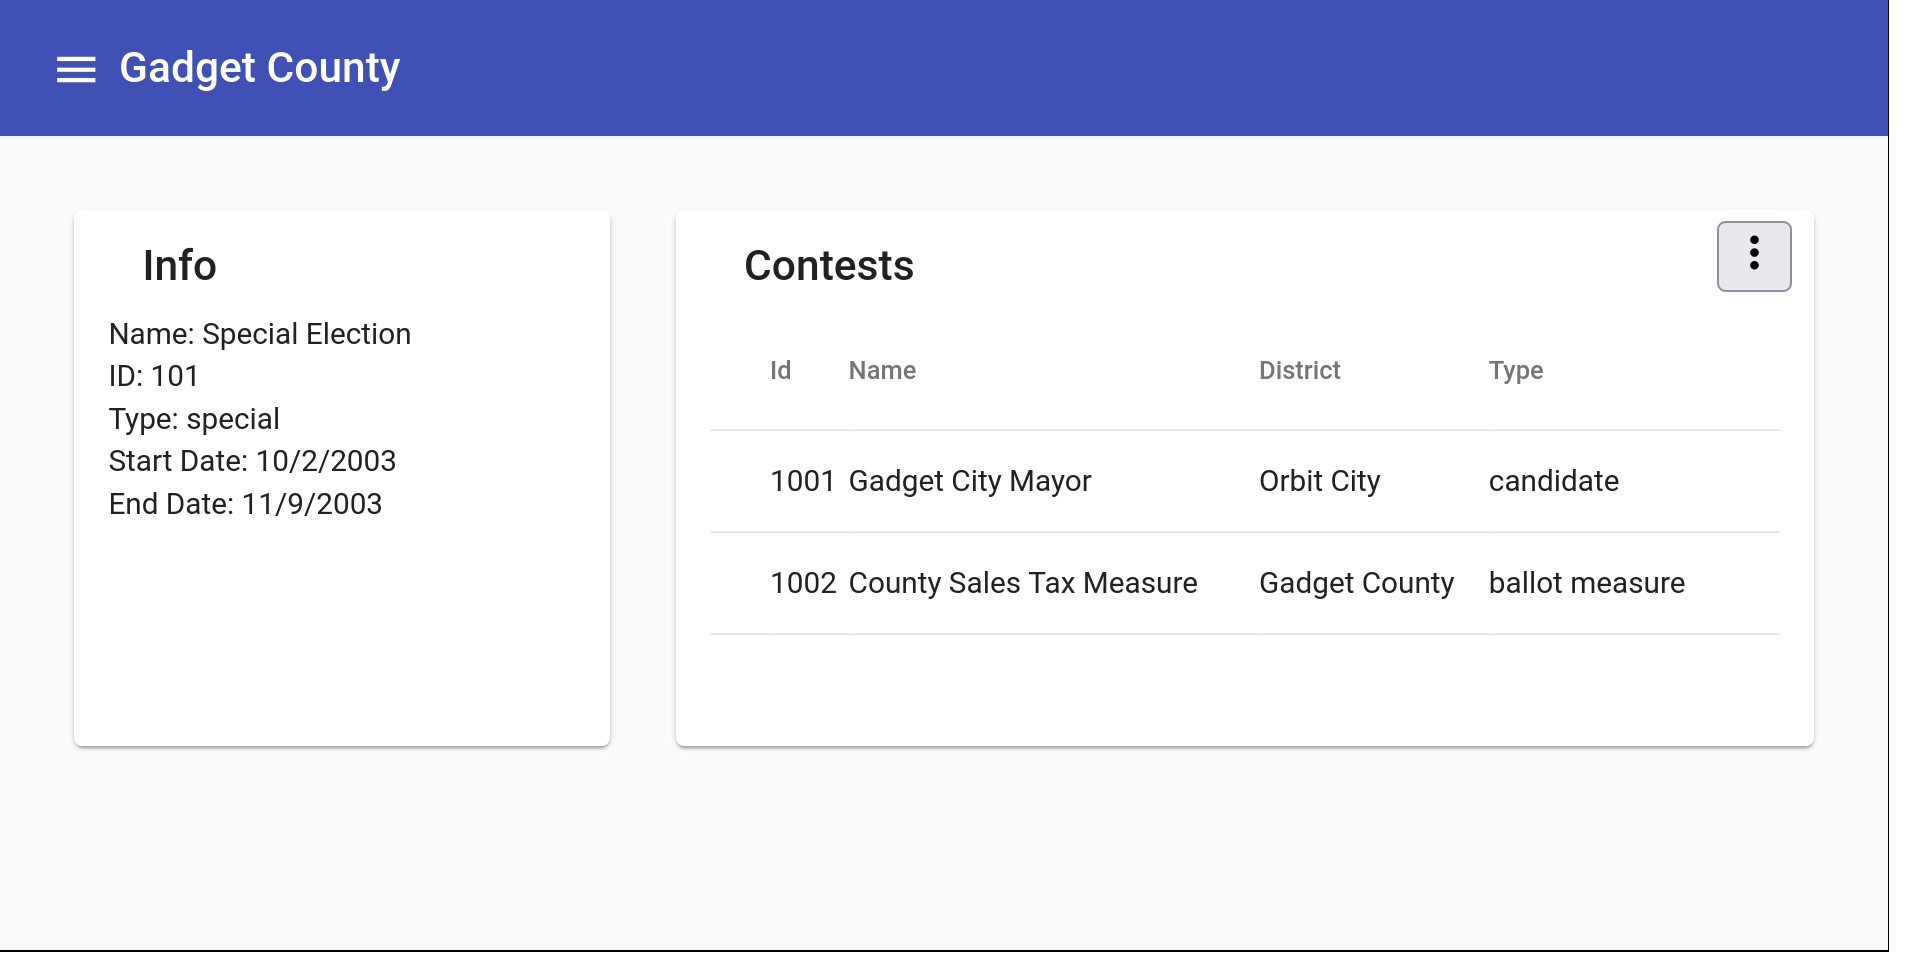 Gadget County
Info
Name: Special Election
ID: 101
Type: special
Start Date: 10/2/2003
End Date: 11/9/2003
Contests
Id Name District Type
1001 Gadget City Mayor Orbit City candidate
1002 County Sales Tax Measure Gadget County ballot measure